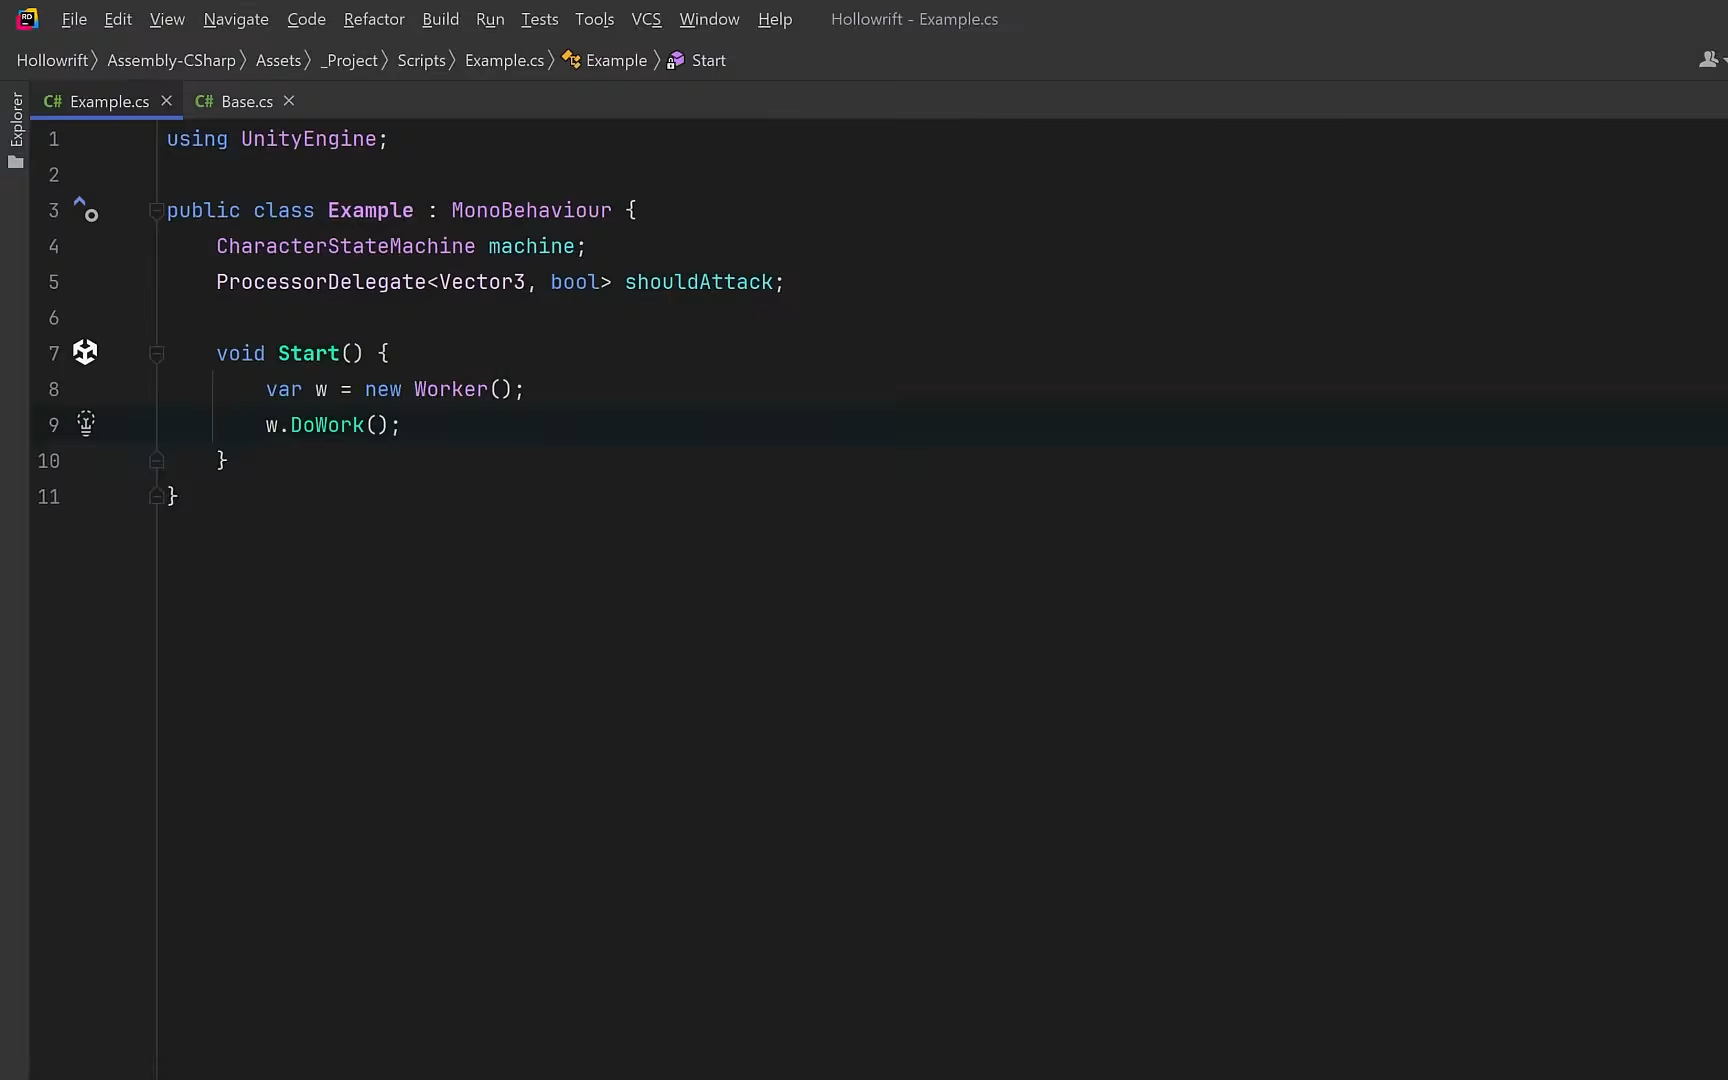 RD File Edit View Navigate Code Refactor Build Run Tests Tools VCS Window Help Hollowrift - Example.cs
Hollowrift Assembly-CSharp Assets _Project Scripts Example.cs Example Start
Explorer
C# Example.cs C# Base.cs
1 using UnityEngine;
2
3 public class Example : MonoBehaviour {
4 CharacterStateMachine machine;
5 ProcessorDelegate<Vector3, bool> shouldAttack;
6
7 void Start() {
8 var w = new Worker();
9 w.DoWork();
10 }
11 }